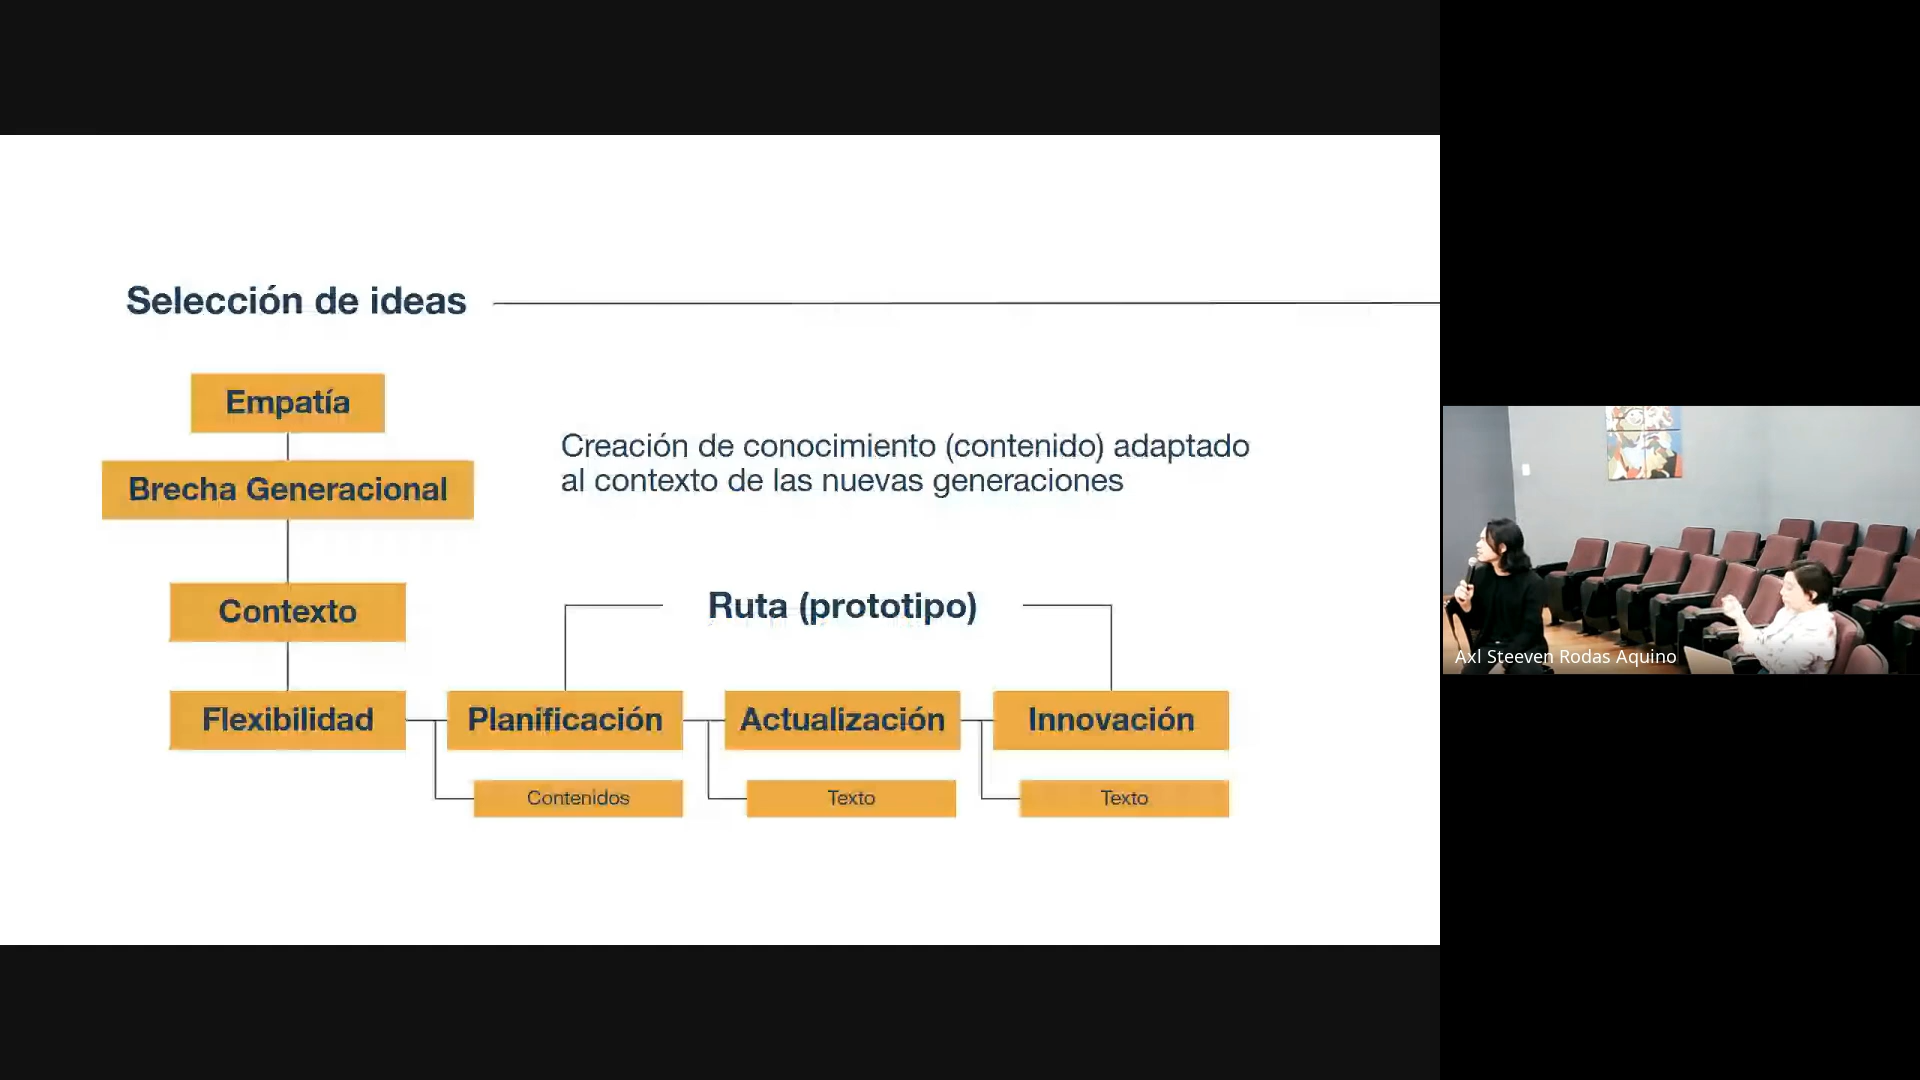 Selección de ideas
Empatía
Brecha Generacional
Creación de conocimiento (contenido) adaptado
al contexto de las nuevas generaciones
Contexto
Ruta (prototipo)
Flexibilidad
Planificación
Actualización
Innovación
Contenidos
Texto
Texto
Axl Steeven Rodas Aquino